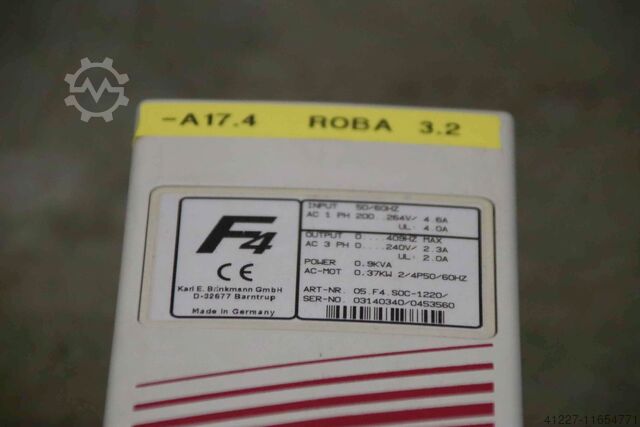 -A17.4 ROBA 3.2
F4
CE
Karl E. Brinkmann GmbH
D-32677 Barntrup
Made in Germany
INPUT 50/60HZ
AC 1 PH 200...264V/ 4.6A
UL: 4.0A
OUTPUT 0....409HZ MAX
AC 3 PH 0....240V/ 2.3A
UL: 2.0A
POWER 0.9KVA
AC-MOT 0.37KW 2/4P50/60HZ
ART-NR. 05.F4.S0C-1220/
SER-NO. 03140340/0453560
41227-11654771